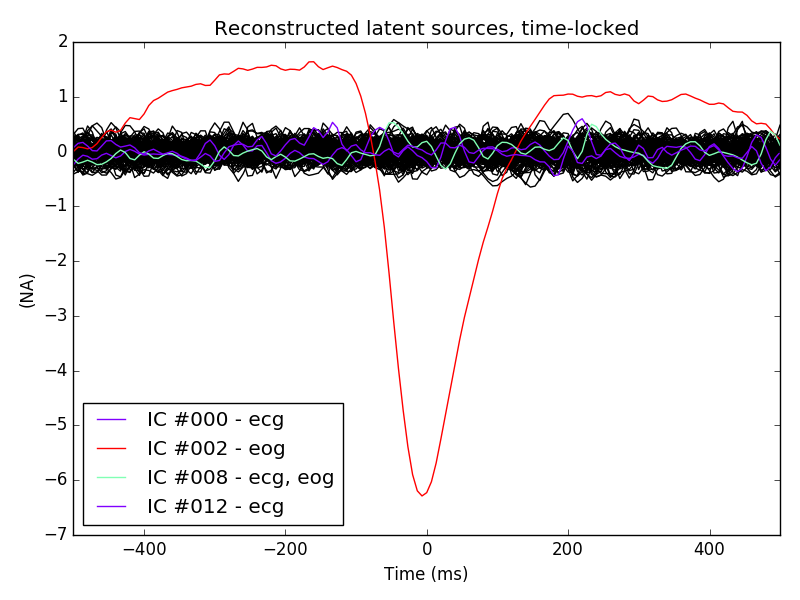 Reconstructed latent sources, time-locked
2
1
0
−1
−2
−3
−4
−5
−6
−7
(NA)
IC #000 - ecg
IC #002 - eog
IC #008 - ecg, eog
IC #012 - ecg
−400
−200
0
200
400
Time (ms)